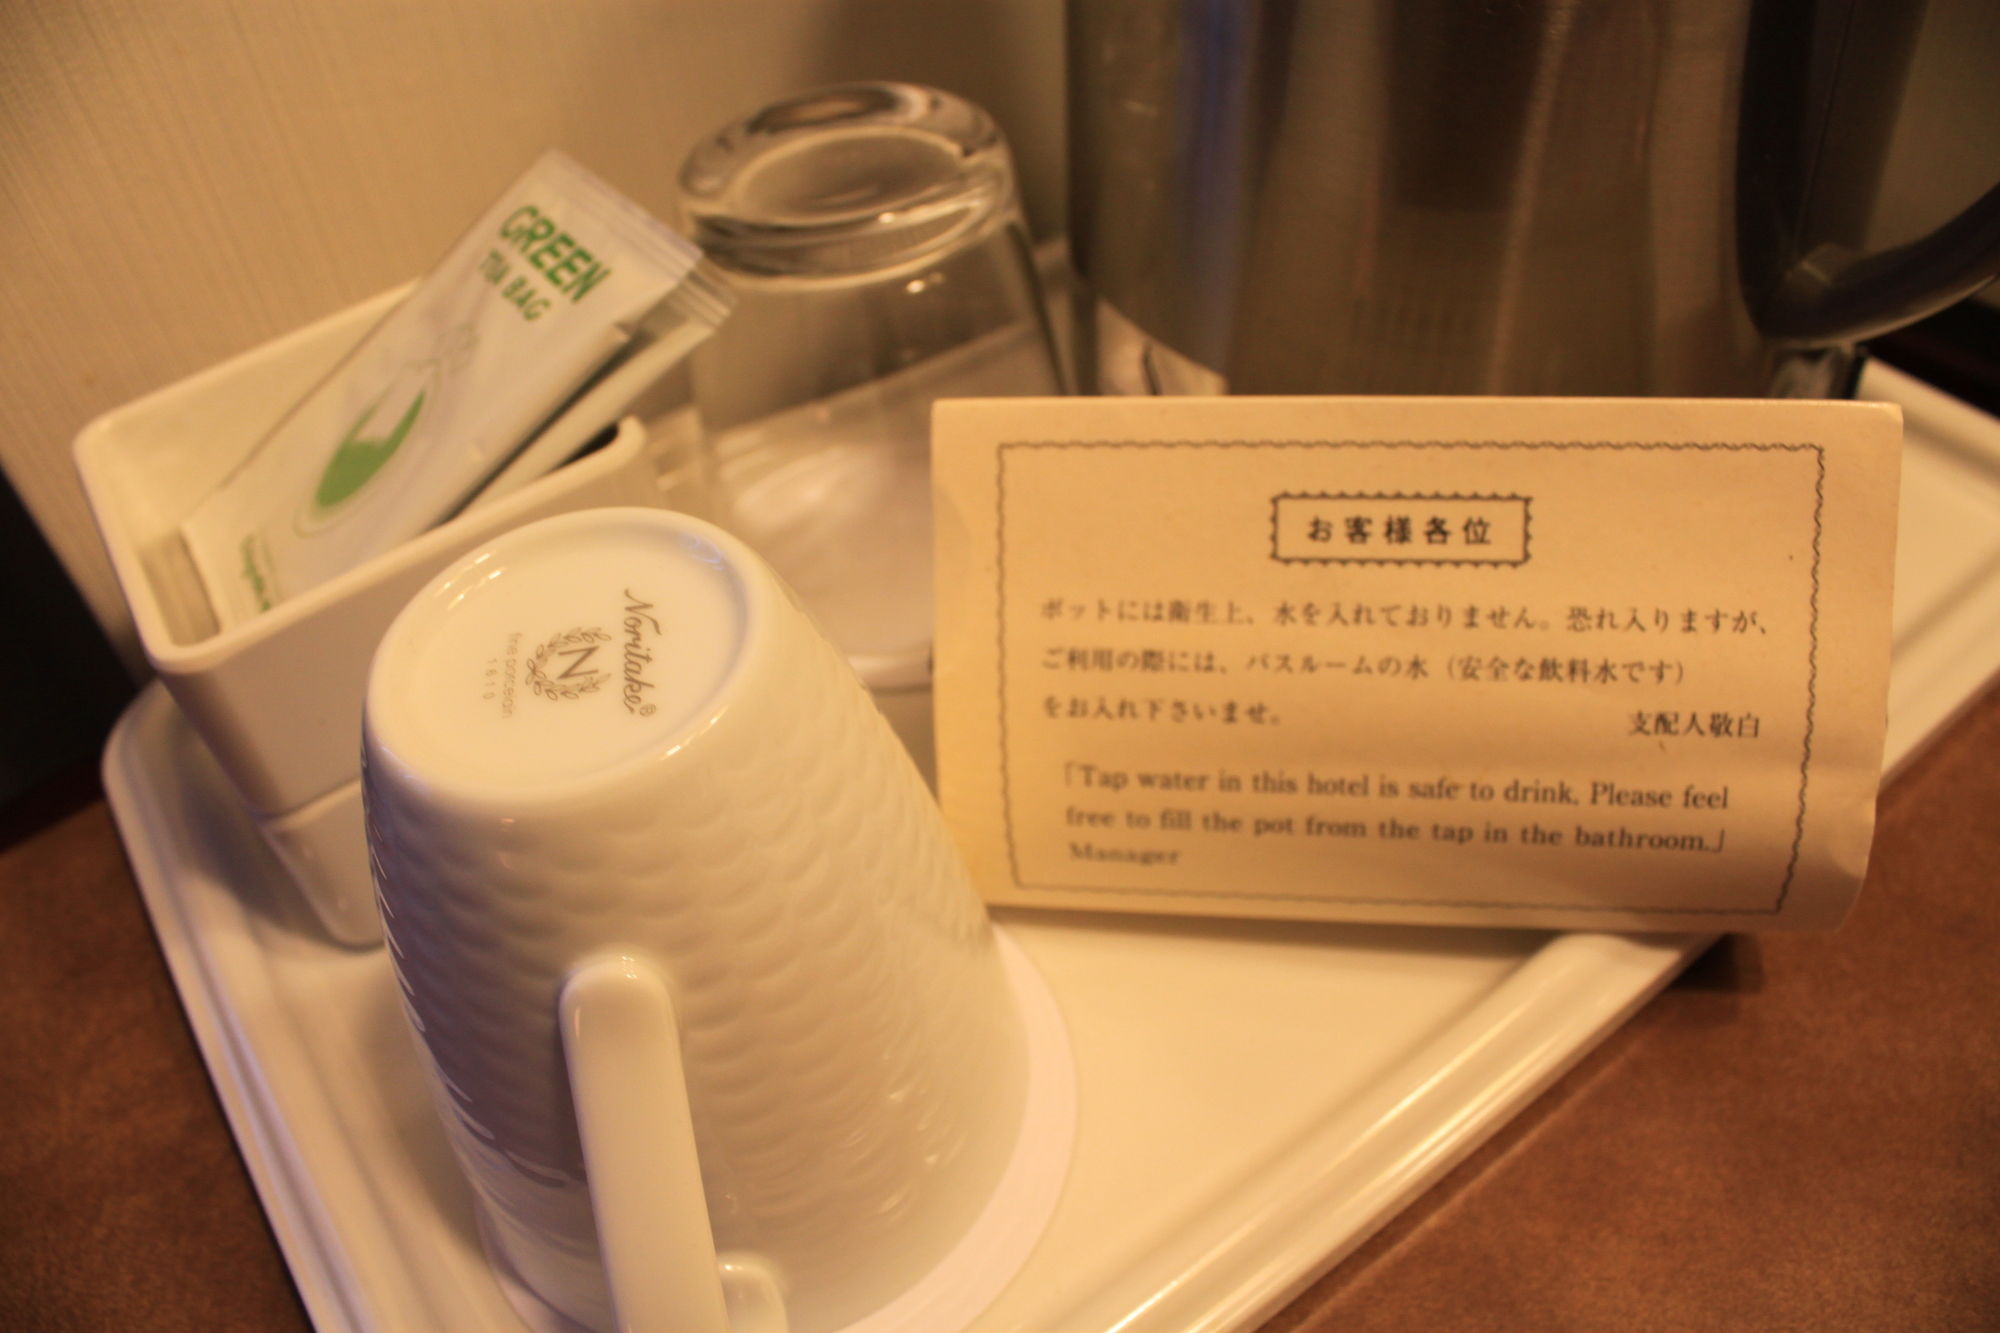 GREEN
TEA BAG
Noritake®
N
fine porcelain
1610
お客様各位
ポットには衛生上、水を入れておりません。恐れ入りますが、
ご利用の際には、バスルームの水（安全な飲料水です）
をお入れ下さいませ。
支配人敬白
「Tap water in this hotel is safe to drink. Please feel
free to fill the pot from the tap in the bathroom.」
Manager